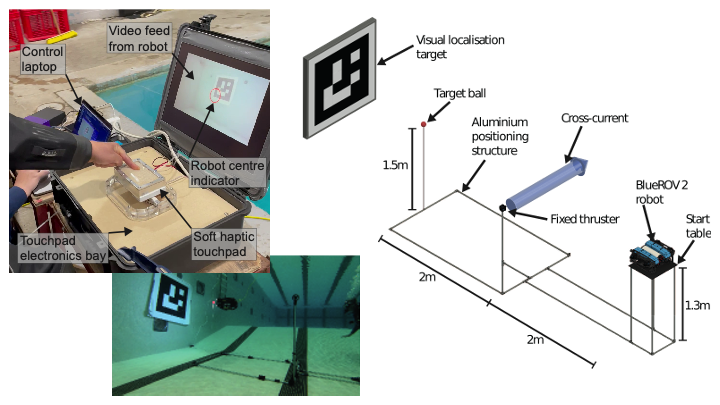 Video feed
from robot
Control
laptop
Robot centre
indicator
Touchpad
electronics bay
Soft haptic
touchpad
Visual localisation
target
Target ball
Aluminium
positioning
structure
Cross-current
1.5m
BlueROV 2
robot
Start
table
Fixed thruster
2m
1.3m
2m